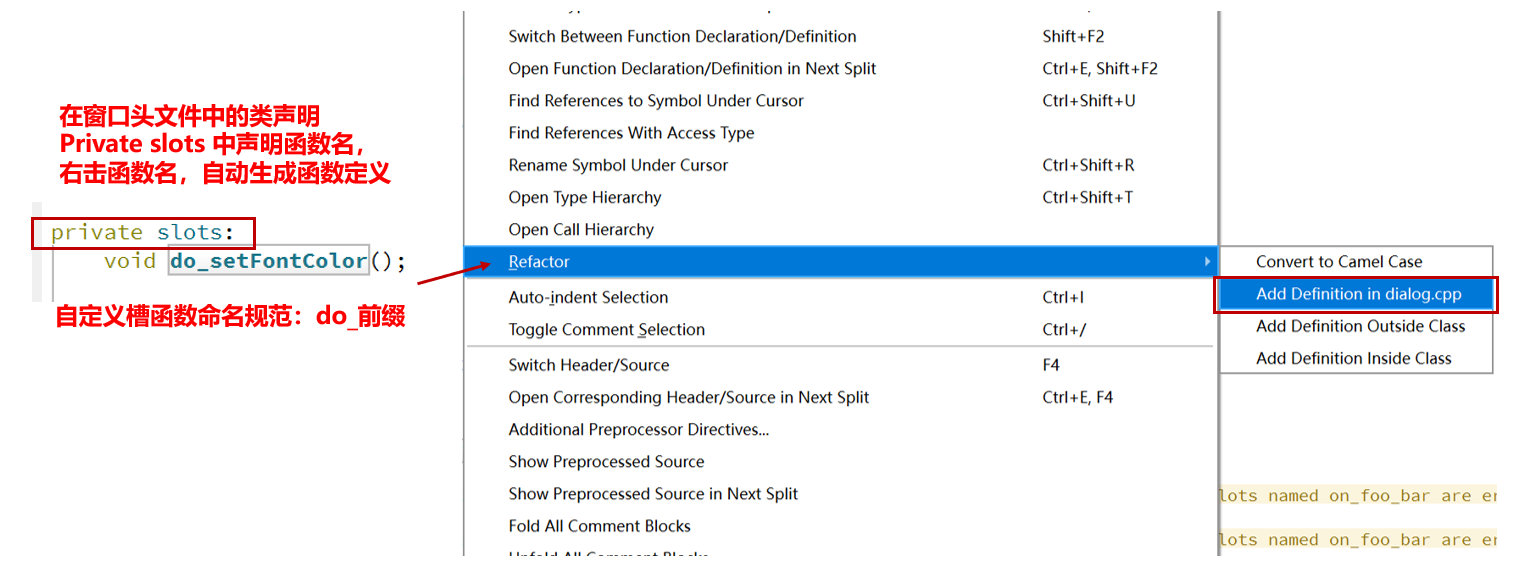 在窗口头文件中的类声明
Private slots 中声明函数名，
右击函数名，自动生成函数定义
private slots:
void do_setFontColor();
自定义槽函数命名规范：do_前缀
Switch Between Function Declaration/Definition Shift+F2
Open Function Declaration/Definition in Next Split Ctrl+E, Shift+F2
Find References to Symbol Under Cursor Ctrl+Shift+U
Find References With Access Type
Rename Symbol Under Cursor Ctrl+Shift+R
Open Type Hierarchy Ctrl+Shift+T
Open Call Hierarchy
Refactor
Auto-indent Selection Ctrl+I
Toggle Comment Selection Ctrl+/
Switch Header/Source F4
Open Corresponding Header/Source in Next Split Ctrl+E, F4
Additional Preprocessor Directives...
Show Preprocessed Source
Show Preprocessed Source in Next Split
Fold All Comment Blocks
Convert to Camel Case
Add Definition in dialog.cpp
Add Definition Outside Class
Add Definition Inside Class
lots named on_foo_bar are er
lots named on_foo_bar are er